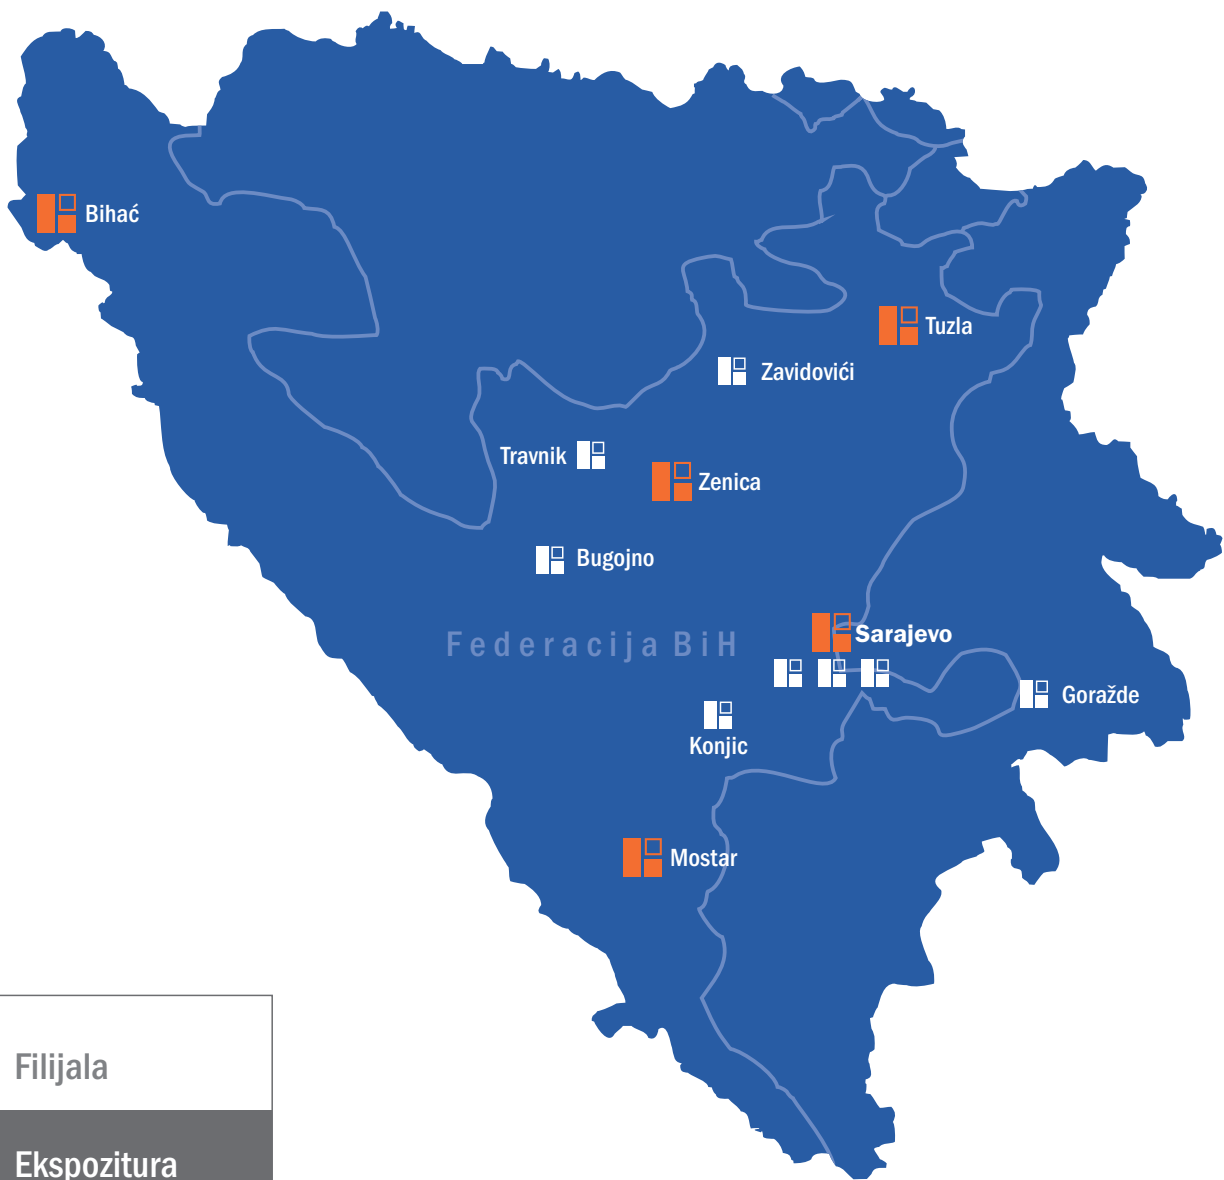 Bihać
Tuzla
Zavidovići
Travnik
Zenica
Bugojno
Federacija BiH
Sarajevo
Goražde
Konjic
Mostar
Filijala
Ekspozitura